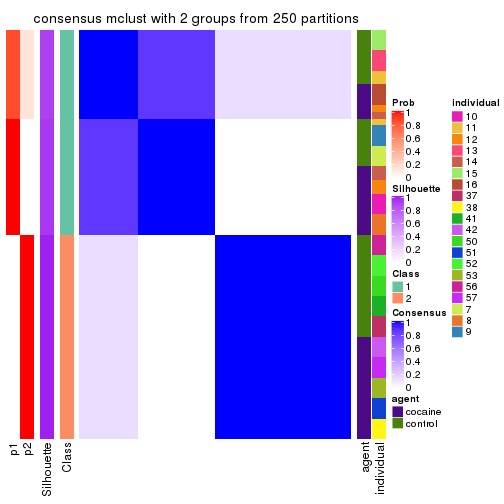 consensus mclust with 2 groups from 250 partitions
Prob
1
0.8
0.6
0.4
0.2
0
Silhouette
1
0.8
0.6
0.4
0.2
0
Class
1
2
Consensus
1
0.8
0.6
0.4
0.2
0
agent
cocaine
control
individual
10
11
12
13
14
15
16
37
38
41
42
50
51
52
53
56
57
7
8
9
p1
p2
Silhouette
Class
agent
individual